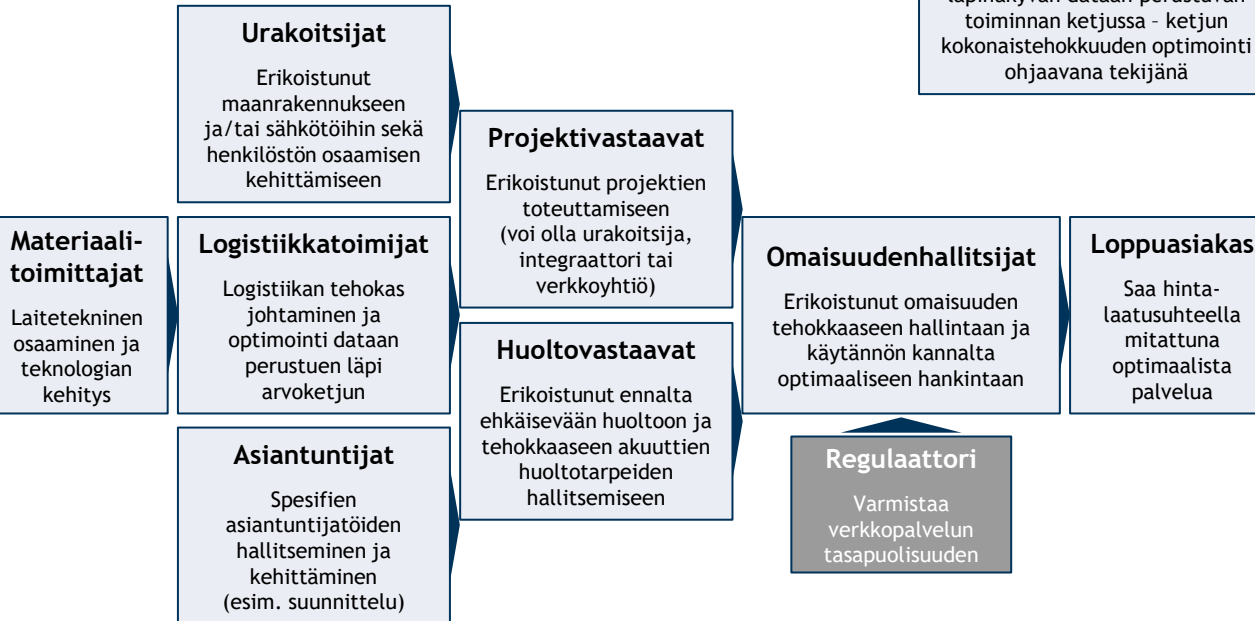 läpinäkyvän dataan perustuvan
toiminnan ketjussa – ketjun
kokonaistehokkuuden optimointi
ohjaavana tekijänä
Urakoitsijat
Erikoistunut
maanrakennukseen
ja/tai sähkötöihin sekä
henkilöstön osaamisen
kehittämiseen
Projektivastaavat
Erikoistunut projektien
toteuttamiseen
(voi olla urakoitsija,
integraattori tai
verkkoyhtiö)
Materiaali-
toimittajat
Laitetekninen
osaaminen ja
teknologian
kehitys
Logistiikkatoimijat
Logistiikan tehokas
johtaminen ja
optimointi dataan
perustuen läpi
arvoketjun
Omaisuudenhallitsijat
Erikoistunut omaisuuden
tehokkaaseen hallintaan ja
käytännön kannalta
optimaaliseen hankintaan
Loppuasiakas
Saa hinta-
laatusuhteella
mitattuna
optimaalista
palvelua
Huoltovastaavat
Erikoistunut ennalta
ehkäisevään huoltoon ja
tehokkaaseen akuuttien
huoltotarpeiden
hallitsemiseen
Asiantuntijat
Spesifien
asiantuntijatöiden
hallitseminen ja
kehittäminen
(esim. suunnittelu)
Regulaattori
Varmistaa
verkkopalvelun
tasapuolisuuden